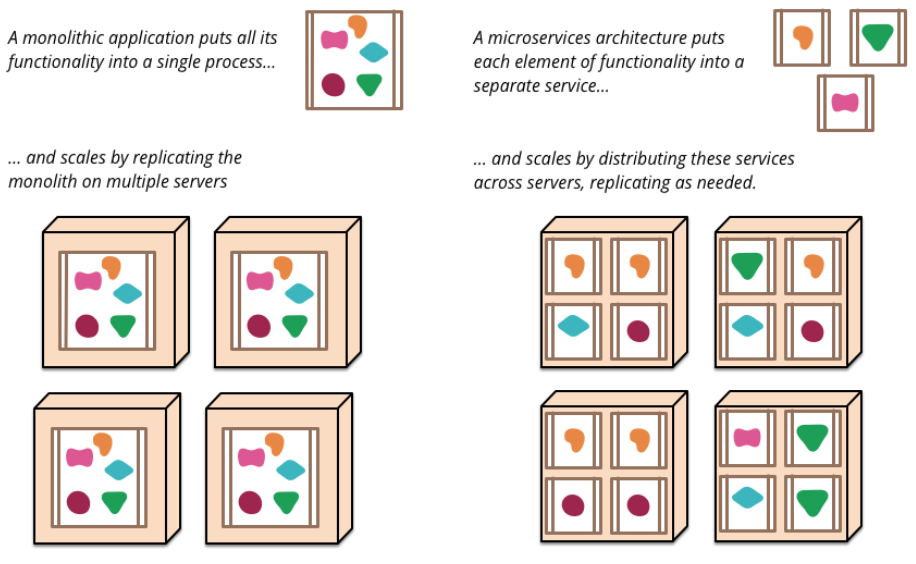 A monolithic application puts all its
functionality into a single process...
A microservices architecture puts
each element of functionality into a
separate service...
... and scales by replicating the
monolith on multiple servers
... and scales by distributing these services
across servers, replicating as needed.